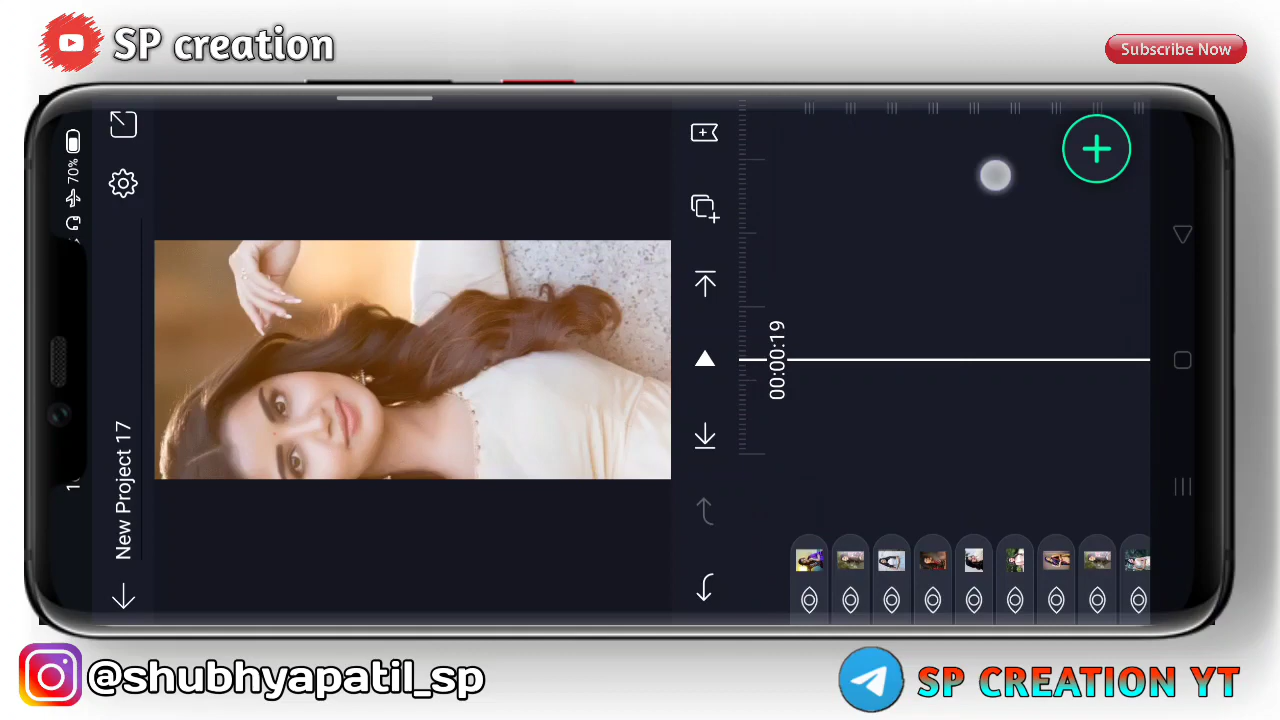 SP creation
Subscribe Now
70%
New Project 17
00:00:19
@shubhyapatil_sp
SP CREATION YT